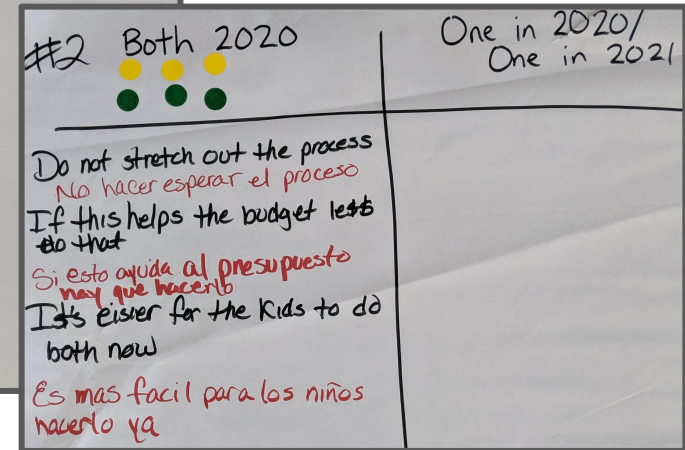 #2 Both 2020
One in 2020/
One in 2021
Do not stretch out the process
No hacer esperar el proceso
If this helps the budget lets
do that
Si esto ayuda al presupuesto
hay que hacerlo
It's eisier for the Kids to do
both now
Es mas facil para los niños
hacerlo ya